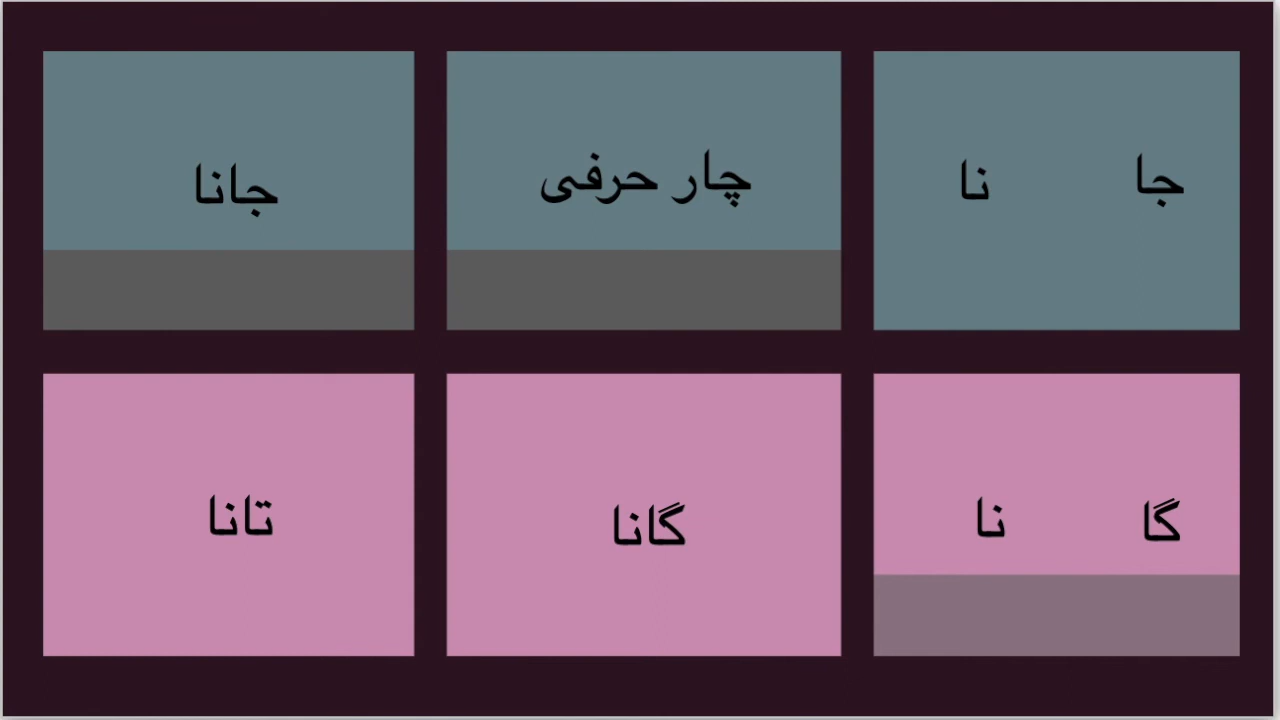 جا نا
چار حرفی
جانا
گا نا
گانا
تانا